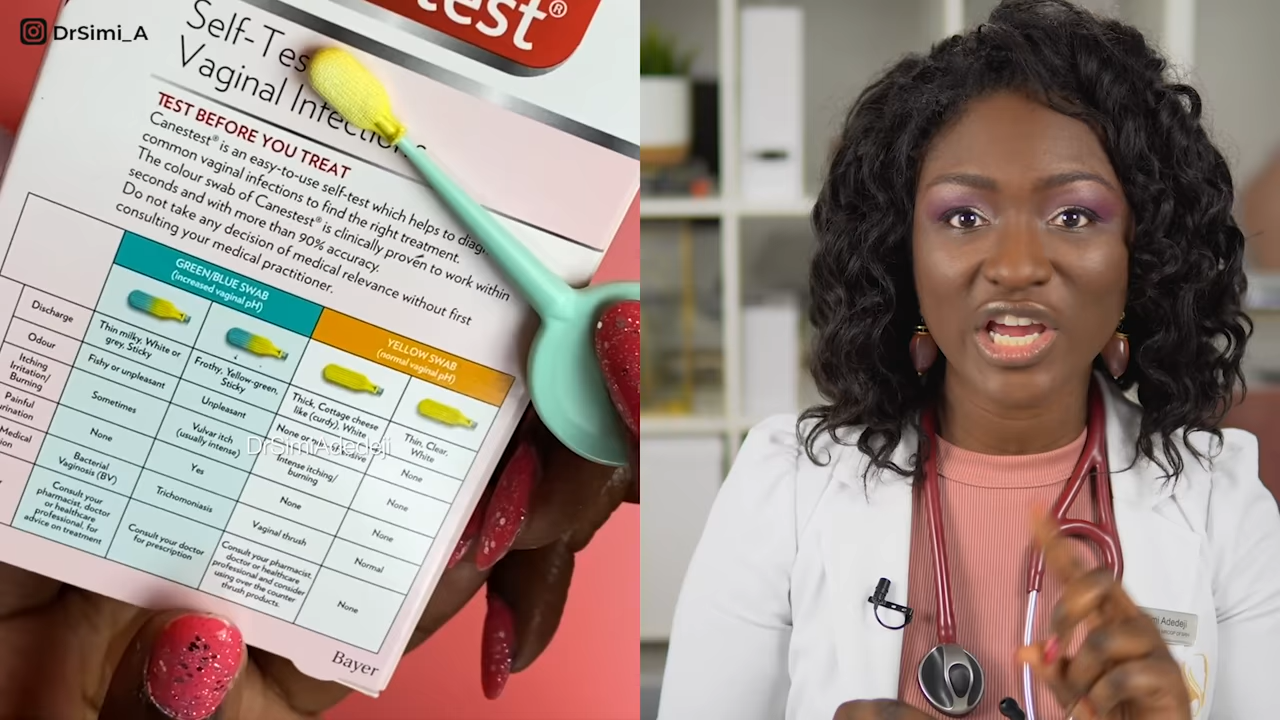 DrSimi_A
test®
Self-Tes
Vaginal Infections
TEST BEFORE YOU TREAT
Canestest® is an easy-to-use self-test which helps to diag
common vaginal infections to find the right treatment.
The colour swab of Canestest® is clinically proven to work within
seconds and with more than 90% accuracy.
Do not take any decision of medical relevance without first
consulting your medical practitioner.
GREEN/BLUE SWAB
(increased vaginal pH)
YELLOW SWAB
(normal vaginal pH)
Discharge
Thin milky, White or
grey, Sticky
Frothy, Yellow-green,
Sticky
Thick, Cottage cheese
like (curdy), White
Thin, Clear,
White
Odour
Fishy or unpleasant
Unpleasant
None or
None
Itching
Irritation/
Burning
Sometimes
Vulvar itch
(usually intense)
Intense itching/
burning
None
Painful
None
Yes
None
None
Medical
Bacterial
Vaginosis (BV)
Trichomoniasis
Vaginal thrush
Normal
Consult your
pharmacist, doctor
or healthcare
professional, for
advice on treatment
Consult your doctor
for prescription
Consult your pharmacist,
doctor or healthcare
professional and consider
using over the counter
thrush products.
None
Bayer
DrSimiAdedeji
Adedeji